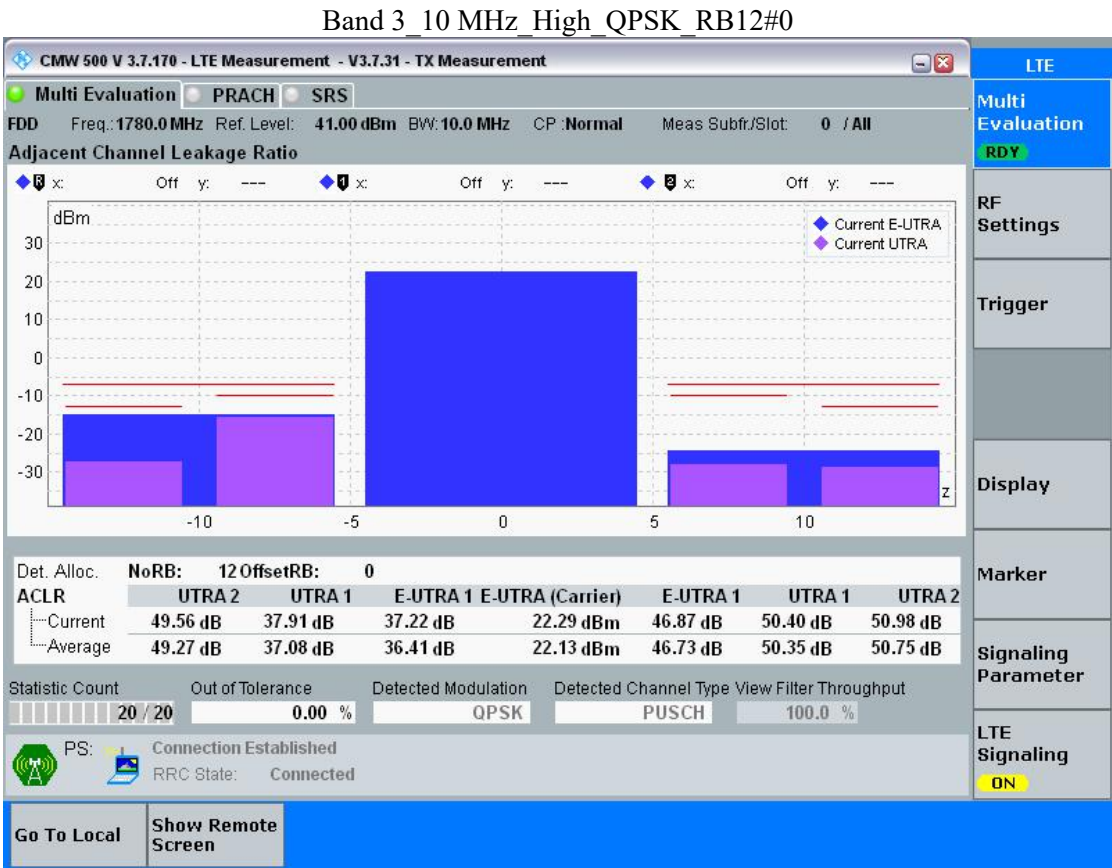 Band 3_10 MHz_High_QPSK_RB12#0
CMW 500 V 3.7.170 - LTE Measurement - V3.7.31 - TX Measurement
LTE
Multi Evaluation PRACH SRS
FDD Freq.: 1780.0 MHz Ref. Level: 41.00 dBm BW: 10.0 MHz CP : Normal Meas Subfr./Slot: 0 / All
Adjacent Channel Leakage Ratio
R x: Off y: --- 1 x: Off y: --- 2 x: Off y: ---
dBm
Current E-UTRA
Current UTRA
30
20
10
0
-10
-20
-30
z
-10 -5 0 5 10
Det. Alloc. NoRB: 12 OffsetRB: 0
ACLR UTRA 2 UTRA 1 E-UTRA 1 E-UTRA (Carrier) E-UTRA 1 UTRA 1 UTRA 2
Current 49.56 dB 37.91 dB 37.22 dB 22.29 dBm 46.87 dB 50.40 dB 50.98 dB
Average 49.27 dB 37.08 dB 36.41 dB 22.13 dBm 46.73 dB 50.35 dB 50.75 dB
Statistic Count Out of Tolerance Detected Modulation Detected Channel Type View Filter Throughput
20 / 20 0.00 % QPSK PUSCH 100.0 %
PS: Connection Established
RRC State: Connected
Multi
Evaluation
RDY
RF
Settings
Trigger
Display
Marker
Signaling
Parameter
LTE
Signaling
ON
Go To Local
Show Remote
Screen